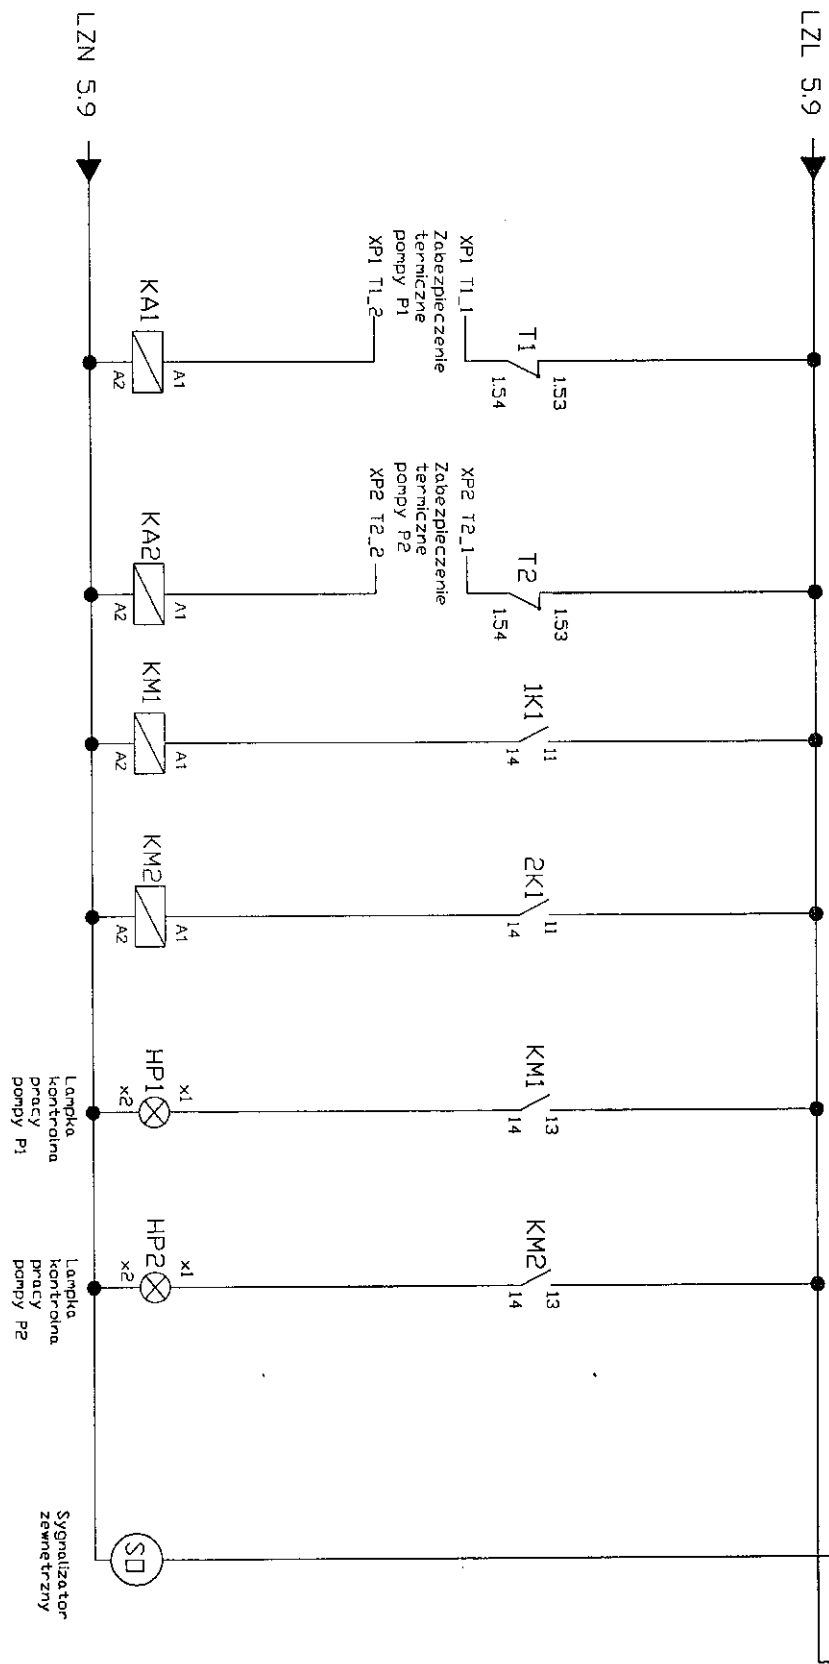 LZL 5.9
LZN 5.9
T1
1.53
1.54
XP1 T1_1
Zabezpieczenie
termiczne
pompy P1
XP1 T1_2
KA1
A1
A2
T2
1.53
1.54
XP2 T2_1
Zabezpieczenie
termiczne
pompy P2
XP2 T2_2
KA2
A1
A2
1K1
11
14
KM1
A1
A2
2K1
11
14
KM2
A1
A2
KM1
13
14
HP1
x1
x2
Lampka
kontrolna
pracy
pompy P1
KM2
13
14
HP2
x1
x2
Lampka
kontrolna
pracy
pompy P2
SO
Sygnalizator
zewnętrzny